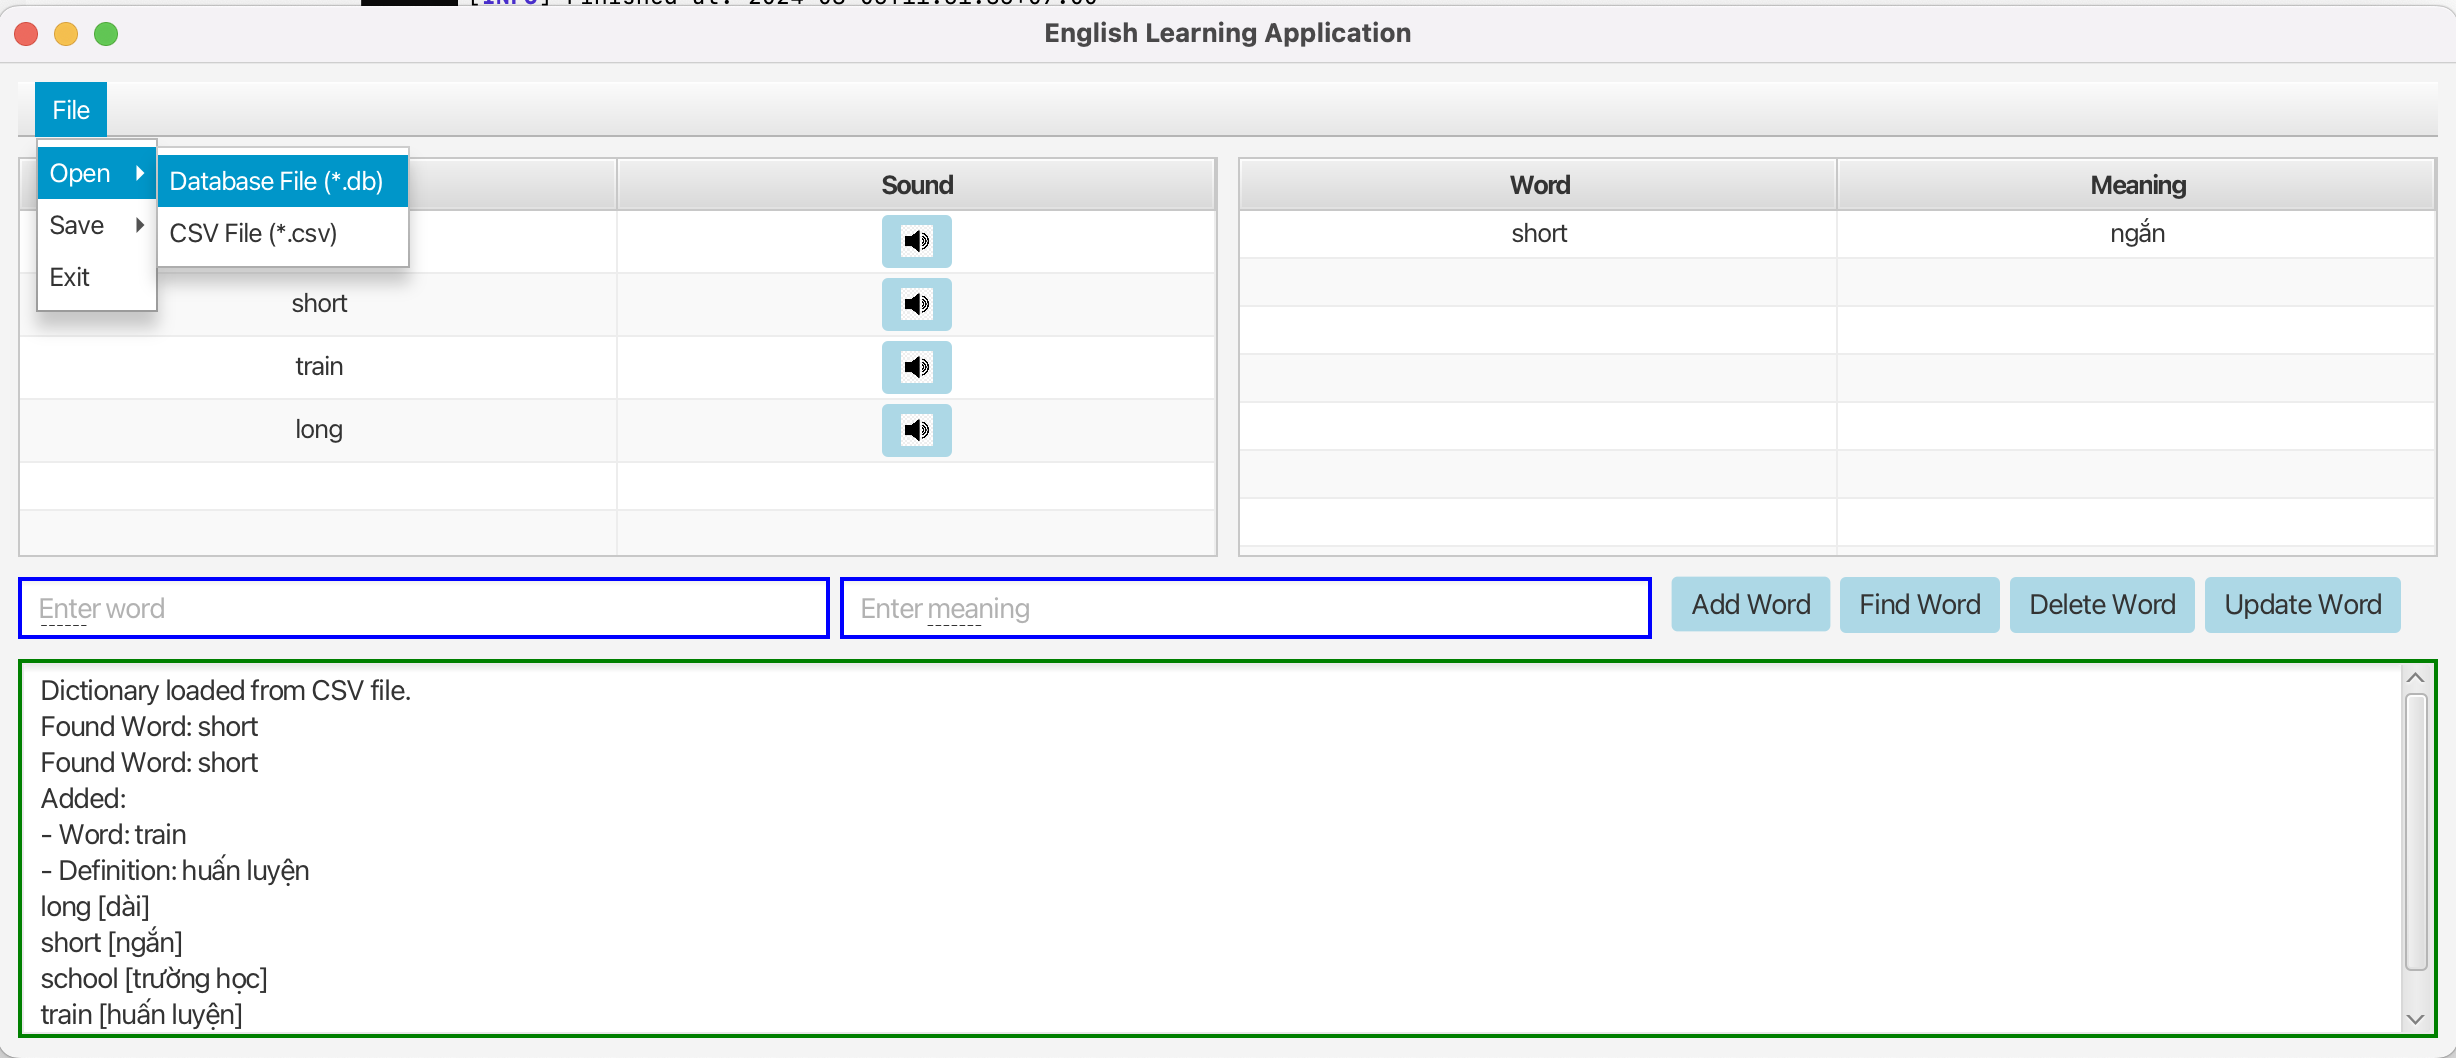 English Learning Application
File
Open
Save
Exit
Database File (*.db)
CSV File (*.csv)
Sound
short
train
long
Word Meaning
short ngắn
Enter word
Enter meaning
Add Word Find Word Delete Word Update Word
Dictionary loaded from CSV file.
Found Word: short
Found Word: short
Added:
- Word: train
- Definition: huấn luyện
long [dài]
short [ngắn]
school [trường học]
train [huấn luyện]